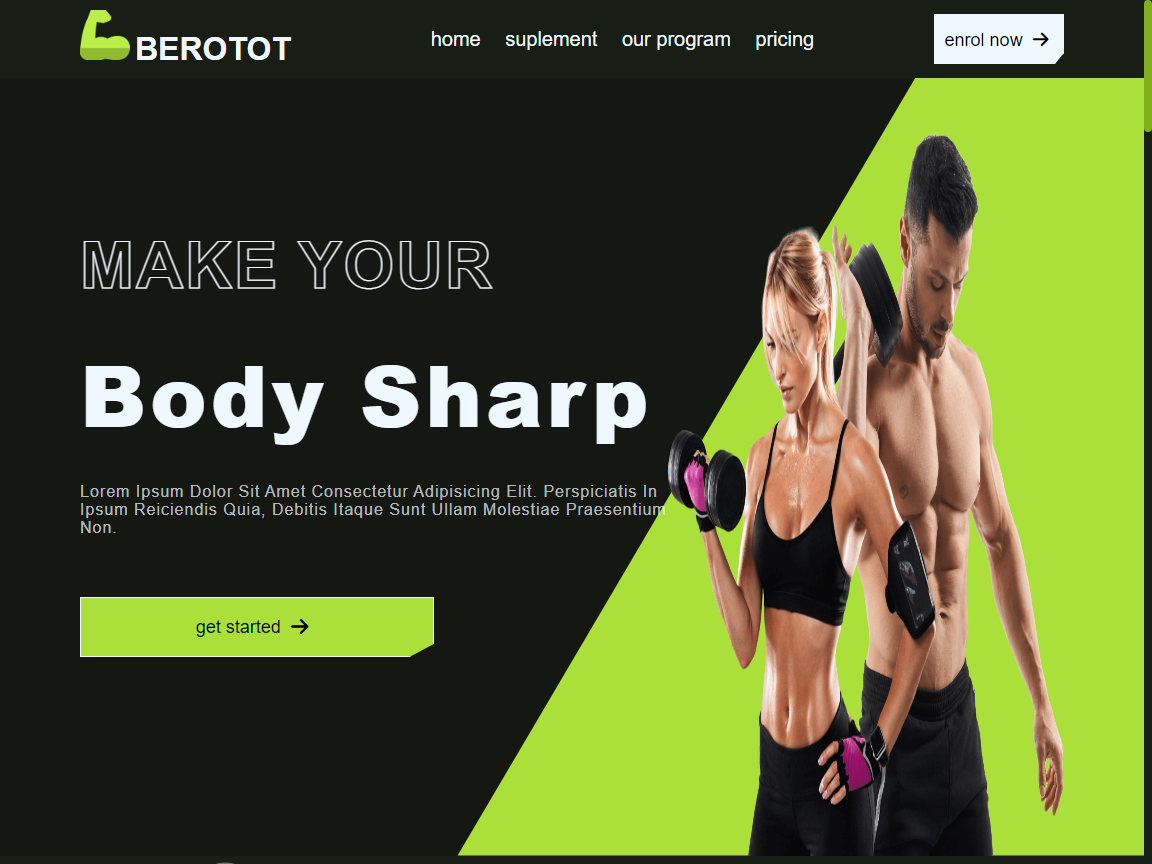 BEROTOT
home suplement our program pricing
enrol now
MAKE YOUR
Body Sharp
Lorem Ipsum Dolor Sit Amet Consectetur Adipisicing Elit. Perspiciatis In
Ipsum Reiciendis Quia, Debitis Itaque Sunt Ullam Molestiae Praesentium
Non.
get started